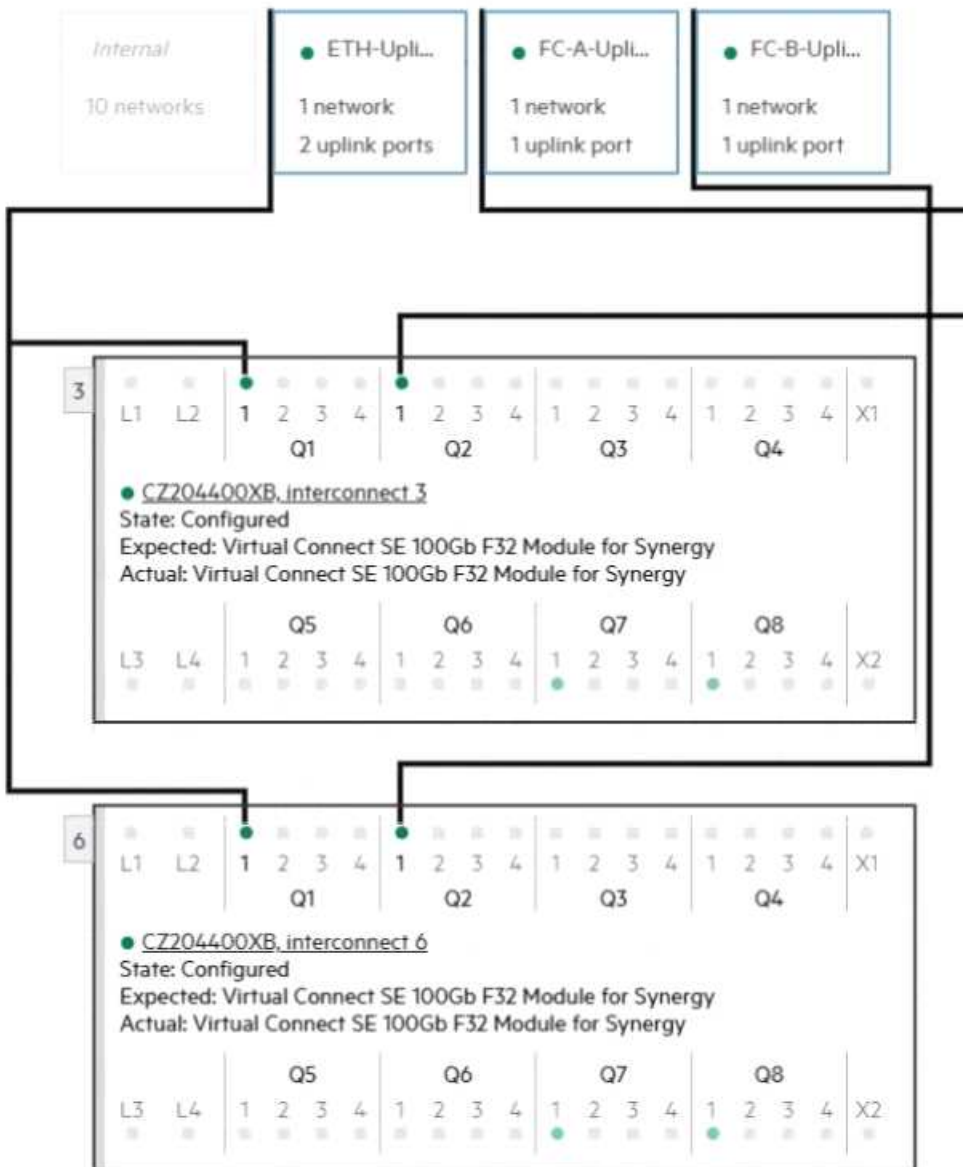 Internal
10 networks
ETH-Upli...
1 network
2 uplink ports
FC-A-Upli...
1 network
1 uplink port
FC-B-Upli...
1 network
1 uplink port
3
L1 L2 1 2 3 4 1 2 3 4 1 2 3 4 1 2 3 4 X1
Q1 Q2 Q3 Q4
CZ204400XB, interconnect 3
State: Configured
Expected: Virtual Connect SE 100Gb F32 Module for Synergy
Actual: Virtual Connect SE 100Gb F32 Module for Synergy
Q5 Q6 Q7 Q8
L3 L4 1 2 3 4 1 2 3 4 1 2 3 4 1 2 3 4 X2
6
L1 L2 1 2 3 4 1 2 3 4 1 2 3 4 1 2 3 4 X1
Q1 Q2 Q3 Q4
CZ204400XB, interconnect 6
State: Configured
Expected: Virtual Connect SE 100Gb F32 Module for Synergy
Actual: Virtual Connect SE 100Gb F32 Module for Synergy
Q5 Q6 Q7 Q8
L3 L4 1 2 3 4 1 2 3 4 1 2 3 4 1 2 3 4 X2